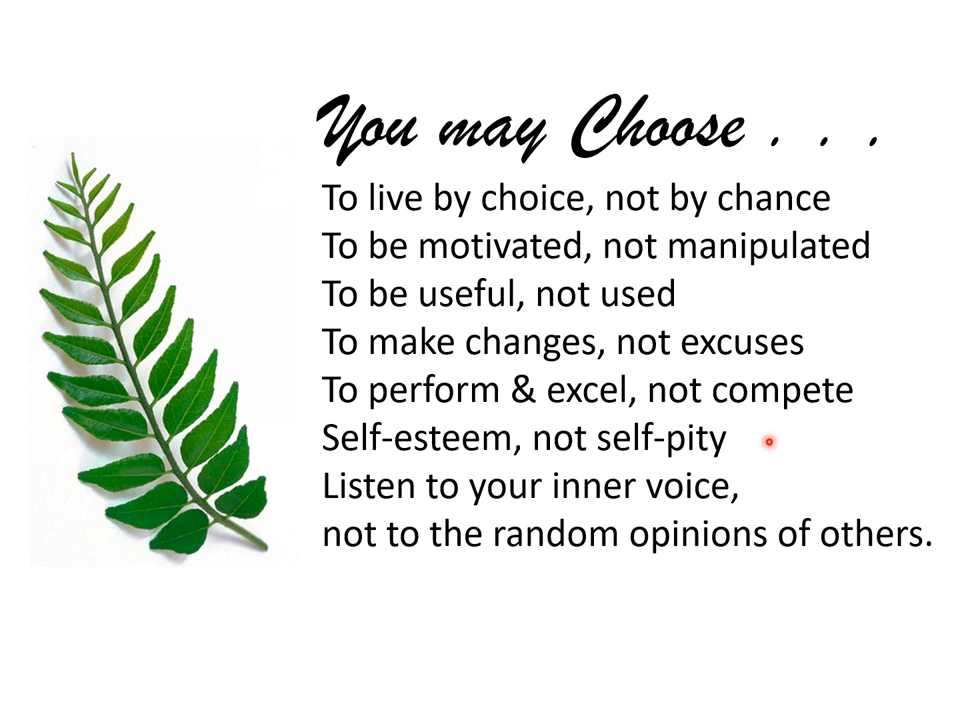 You may Choose . . .
To live by choice, not by chance
To be motivated, not manipulated
To be useful, not used
To make changes, not excuses
To perform & excel, not compete
Self-esteem, not self-pity
Listen to your inner voice,
not to the random opinions of others.